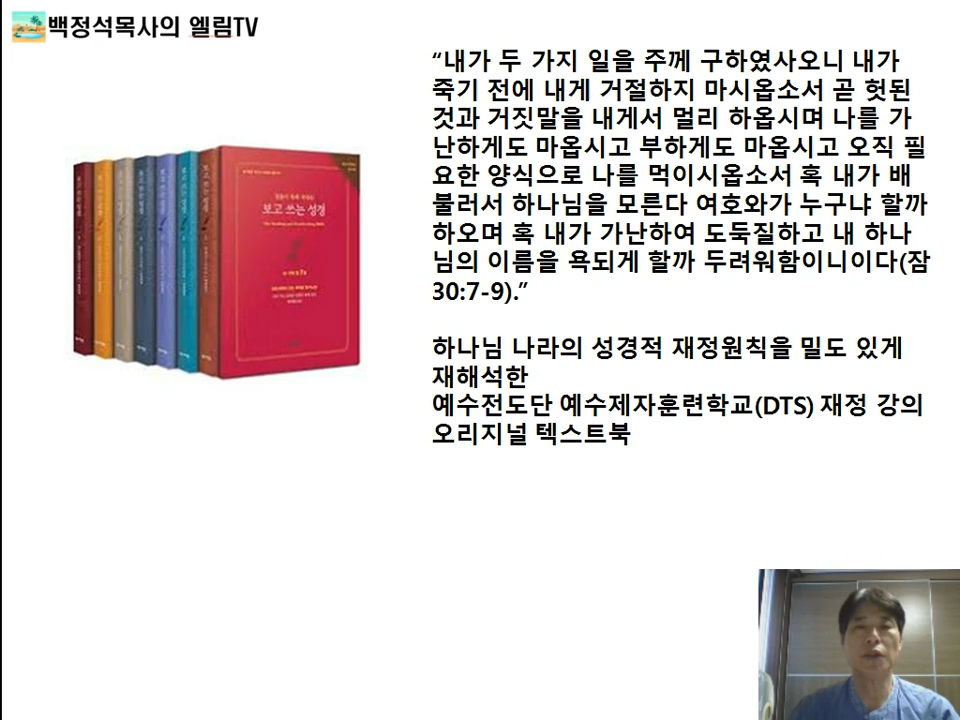 백정석목사의 엘림TV
“내가 두 가지 일을 주께 구하였사오니 내가
죽기 전에 내게 거절하지 마시옵소서 곧 헛된
것과 거짓말을 내게서 멀리 하옵시며 나를 가
난하게도 마옵시고 부하게도 마옵시고 오직 필
요한 양식으로 나를 먹이시옵소서 혹 내가 배
불러서 하나님을 모른다 여호와가 누구냐 할까
하오며 혹 내가 가난하여 도둑질하고 내 하나
님의 이름을 욕되게 할까 두려워함이니이다(잠
30:7-9).”
하나님 나라의 성경적 재정원칙을 밀도 있게
재해석한
예수전도단 예수제자훈련학교(DTS) 재정 강의
오리지널 텍스트북
보고 쓰는 성경